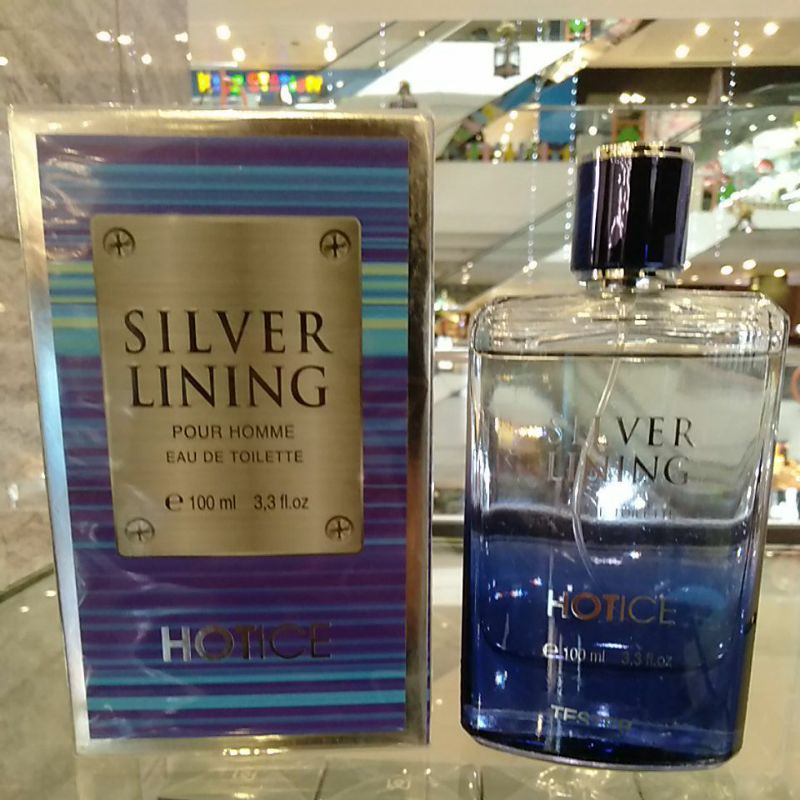 SILVER
LINING
POUR HOMME
EAU DE TOILETTE
e 100 ml 3,3 fl.oz
HOTICE
SILVER
LINING
HOTICE
e 100 ml 3,3 fl.oz
TESTER